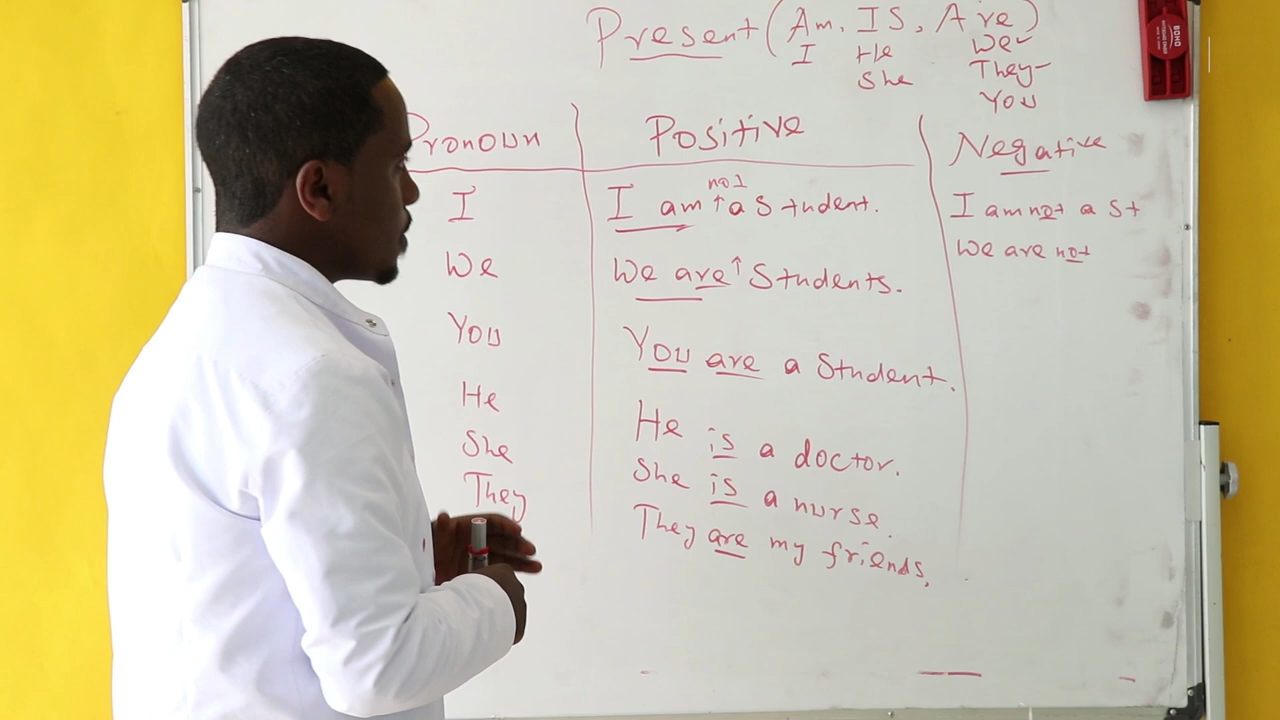 Present (Am, IS, Are)
I He We
She They
You
Pronoun Positive Negative
not
I I am ↑ a Student. I am not a St
We We are ↑ Students. We are not
You You are a Student.
He He is a doctor.
She She is a nurse.
They They are my friends.
BOHO